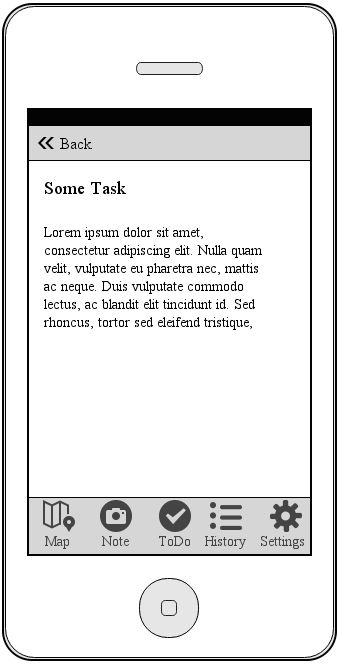 Back
Some Task
Lorem ipsum dolor sit amet,
consectetur adipiscing elit. Nulla quam
velit, vulputate eu pharetra nec, mattis
ac neque. Duis vulputate commodo
lectus, ac blandit elit tincidunt id. Sed
rhoncus, tortor sed eleifend tristique,
Map Note ToDo History Settings